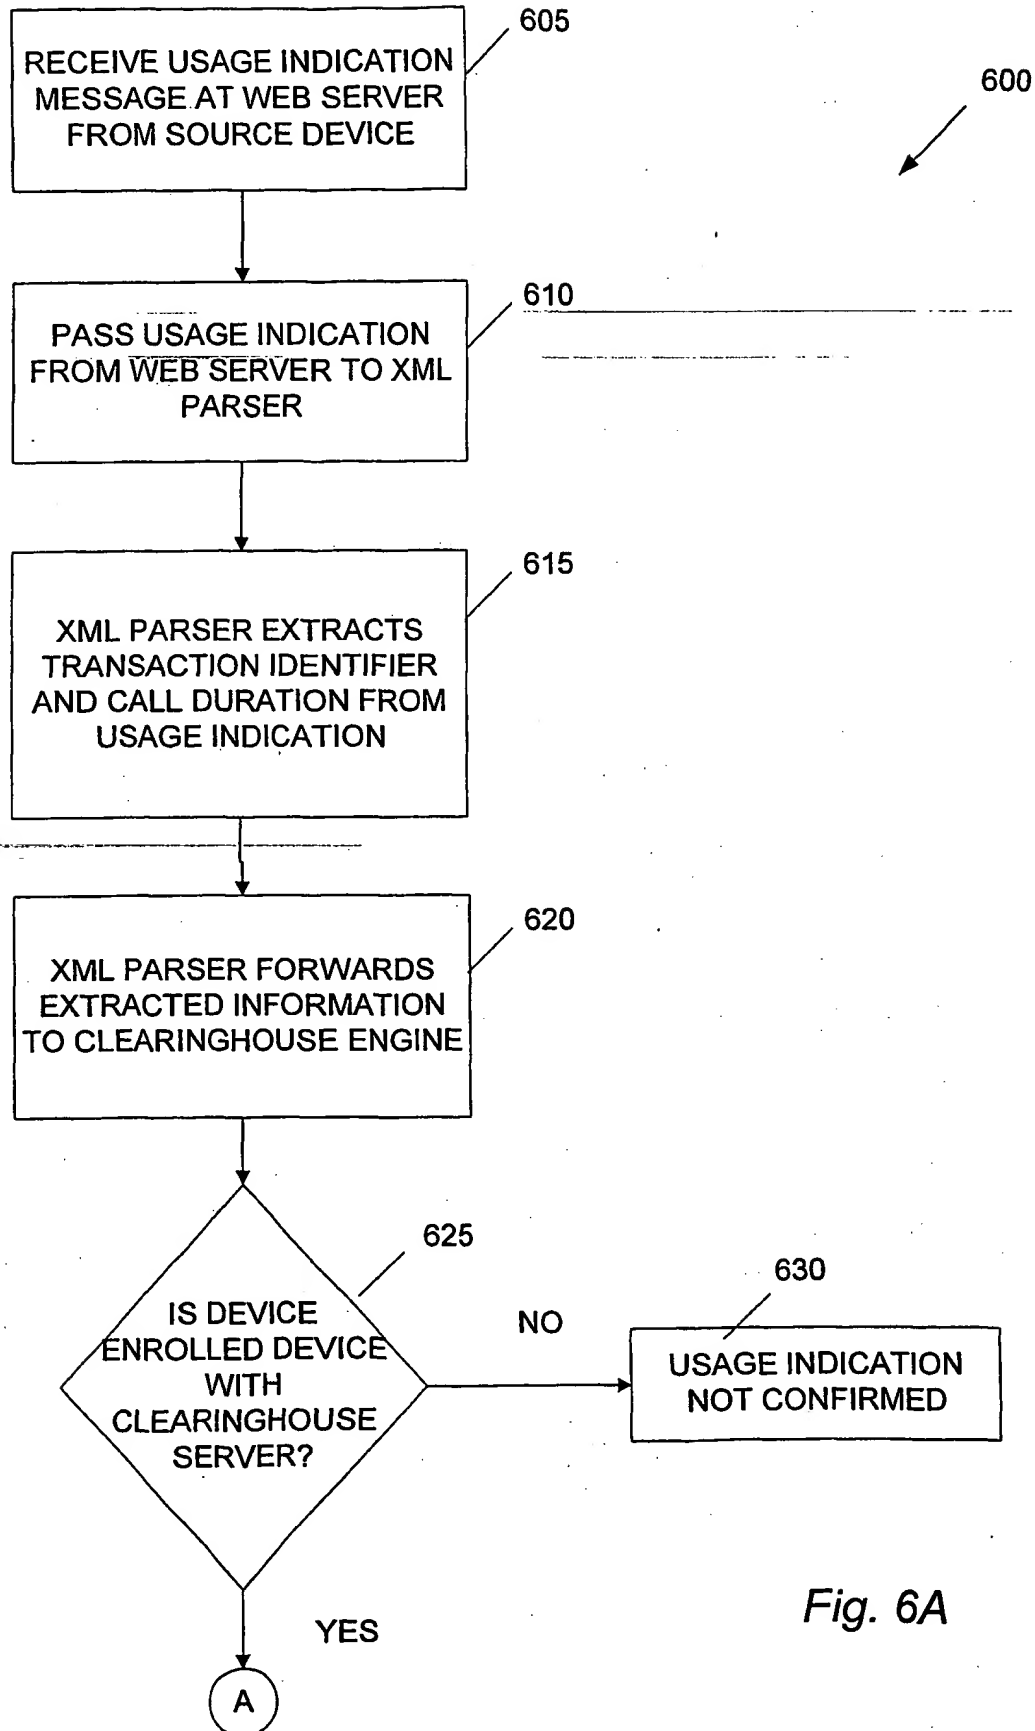 605
RECEIVE USAGE INDICATION
MESSAGE AT WEB SERVER
FROM SOURCE DEVICE
600
610
PASS USAGE INDICATION
FROM WEB SERVER TO XML
PARSER
615
XML PARSER EXTRACTS
TRANSACTION IDENTIFIER
AND CALL DURATION FROM
USAGE INDICATION
620
XML PARSER FORWARDS
EXTRACTED INFORMATION
TO CLEARINGHOUSE ENGINE
625
IS DEVICE
ENROLLED DEVICE
WITH
CLEARINGHOUSE
SERVER?
NO
630
USAGE INDICATION
NOT CONFIRMED
YES
A
Fig. 6A